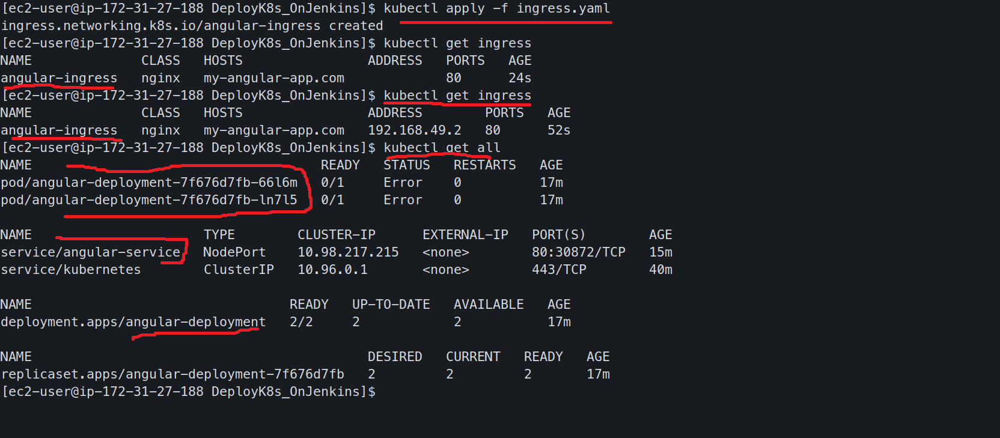 [ec2-user@ip-172-31-27-188 DeployK8s_OnJenkins]$ kubectl apply -f ingress.yaml
ingress.networking.k8s.io/angular-ingress created
[ec2-user@ip-172-31-27-188 DeployK8s_OnJenkins]$ kubectl get ingress
NAME              CLASS   HOSTS                ADDRESS   PORTS   AGE
angular-ingress   nginx   my-angular-app.com             80      24s
[ec2-user@ip-172-31-27-188 DeployK8s_OnJenkins]$ kubectl get ingress
NAME              CLASS   HOSTS                ADDRESS        PORTS   AGE
angular-ingress   nginx   my-angular-app.com   192.168.49.2   80      52s
[ec2-user@ip-172-31-27-188 DeployK8s_OnJenkins]$ kubectl get all
NAME                                     READY   STATUS   RESTARTS   AGE
pod/angular-deployment-7f676d7fb-66l6m   0/1     Error    0          17m
pod/angular-deployment-7f676d7fb-ln7l5   0/1     Error    0          17m
NAME                      TYPE        CLUSTER-IP      EXTERNAL-IP   PORT(S)        AGE
service/angular-service   NodePort    10.98.217.215   <none>        80:30872/TCP   15m
service/kubernetes        ClusterIP   10.96.0.1       <none>        443/TCP        40m
NAME                                 READY   UP-TO-DATE   AVAILABLE   AGE
deployment.apps/angular-deployment   2/2     2            2           17m
NAME                                           DESIRED   CURRENT   READY   AGE
replicaset.apps/angular-deployment-7f676d7fb   2         2         2       17m
[ec2-user@ip-172-31-27-188 DeployK8s_OnJenkins]$